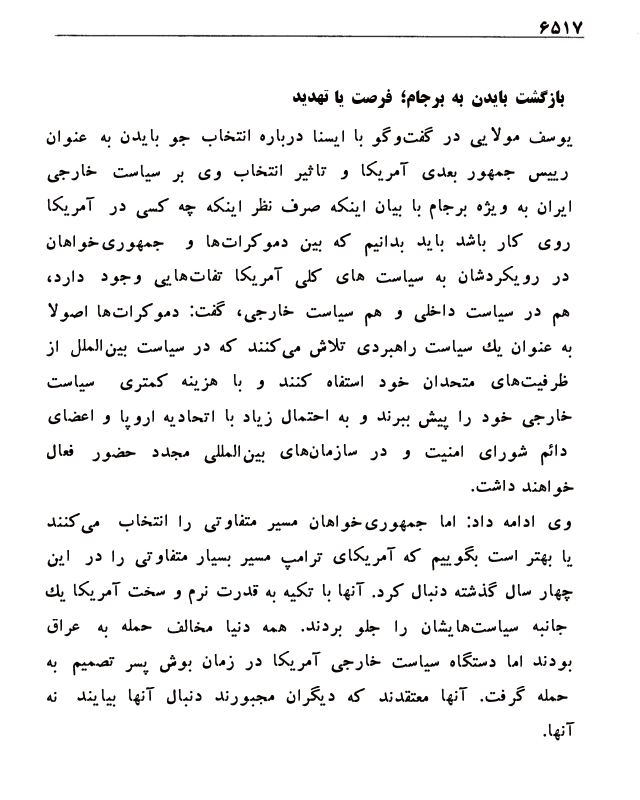 ۶۵۱۷
بازگشت بایدن به برجام؛ فرصت یا تهدید
یوسف مولایی در گفت‌وگو با ایسنا درباره انتخاب جو بایدن به عنوان
رییس جمهور بعدی آمریکا و تاثیر انتخاب وی بر سیاست خارجی
ایران به ویژه برجام با بیان اینکه صرف نظر اینکه چه کسی در آمریکا
روی کار باشد باید بدانیم که بین دموکرات‌ها و جمهوری‌خواهان
در رویکردشان به سیاست های کلی آمریکا تفات‌هایی وجود دارد،
هم در سیاست داخلی و هم سیاست خارجی، گفت: دموکرات‌ها اصولا
به عنوان یك سیاست راهبردی تلاش می‌کنند که در سیاست بین‌الملل از
ظرفیت‌های متحدان خود استفاه کنند و با هزینه کمتری سیاست
خارجی خود را پیش ببرند و به احتمال زیاد با اتحادیه اروپا و اعضای
دائم شورای امنیت و در سازمان‌های بین‌المللی مجدد حضور فعال
خواهند داشت.
وی ادامه داد: اما جمهوری‌خواهان مسیر متفاوتی را انتخاب می‌کنند
یا بهتر است بگوییم که آمریکای ترامپ مسیر بسیار متفاوتی را در این
چهار سال گذشته دنبال کرد. آنها با تکیه به قدرت نرم و سخت آمریکا یك
جانبه سیاست‌هایشان را جلو بردند. همه دنیا مخالف حمله به عراق
بودند اما دستگاه سیاست خارجی آمریکا در زمان بوش پسر تصمیم به
حمله گرفت. آنها معتقدند که دیگران مجبورند دنبال آنها بیایند نه
آنها.